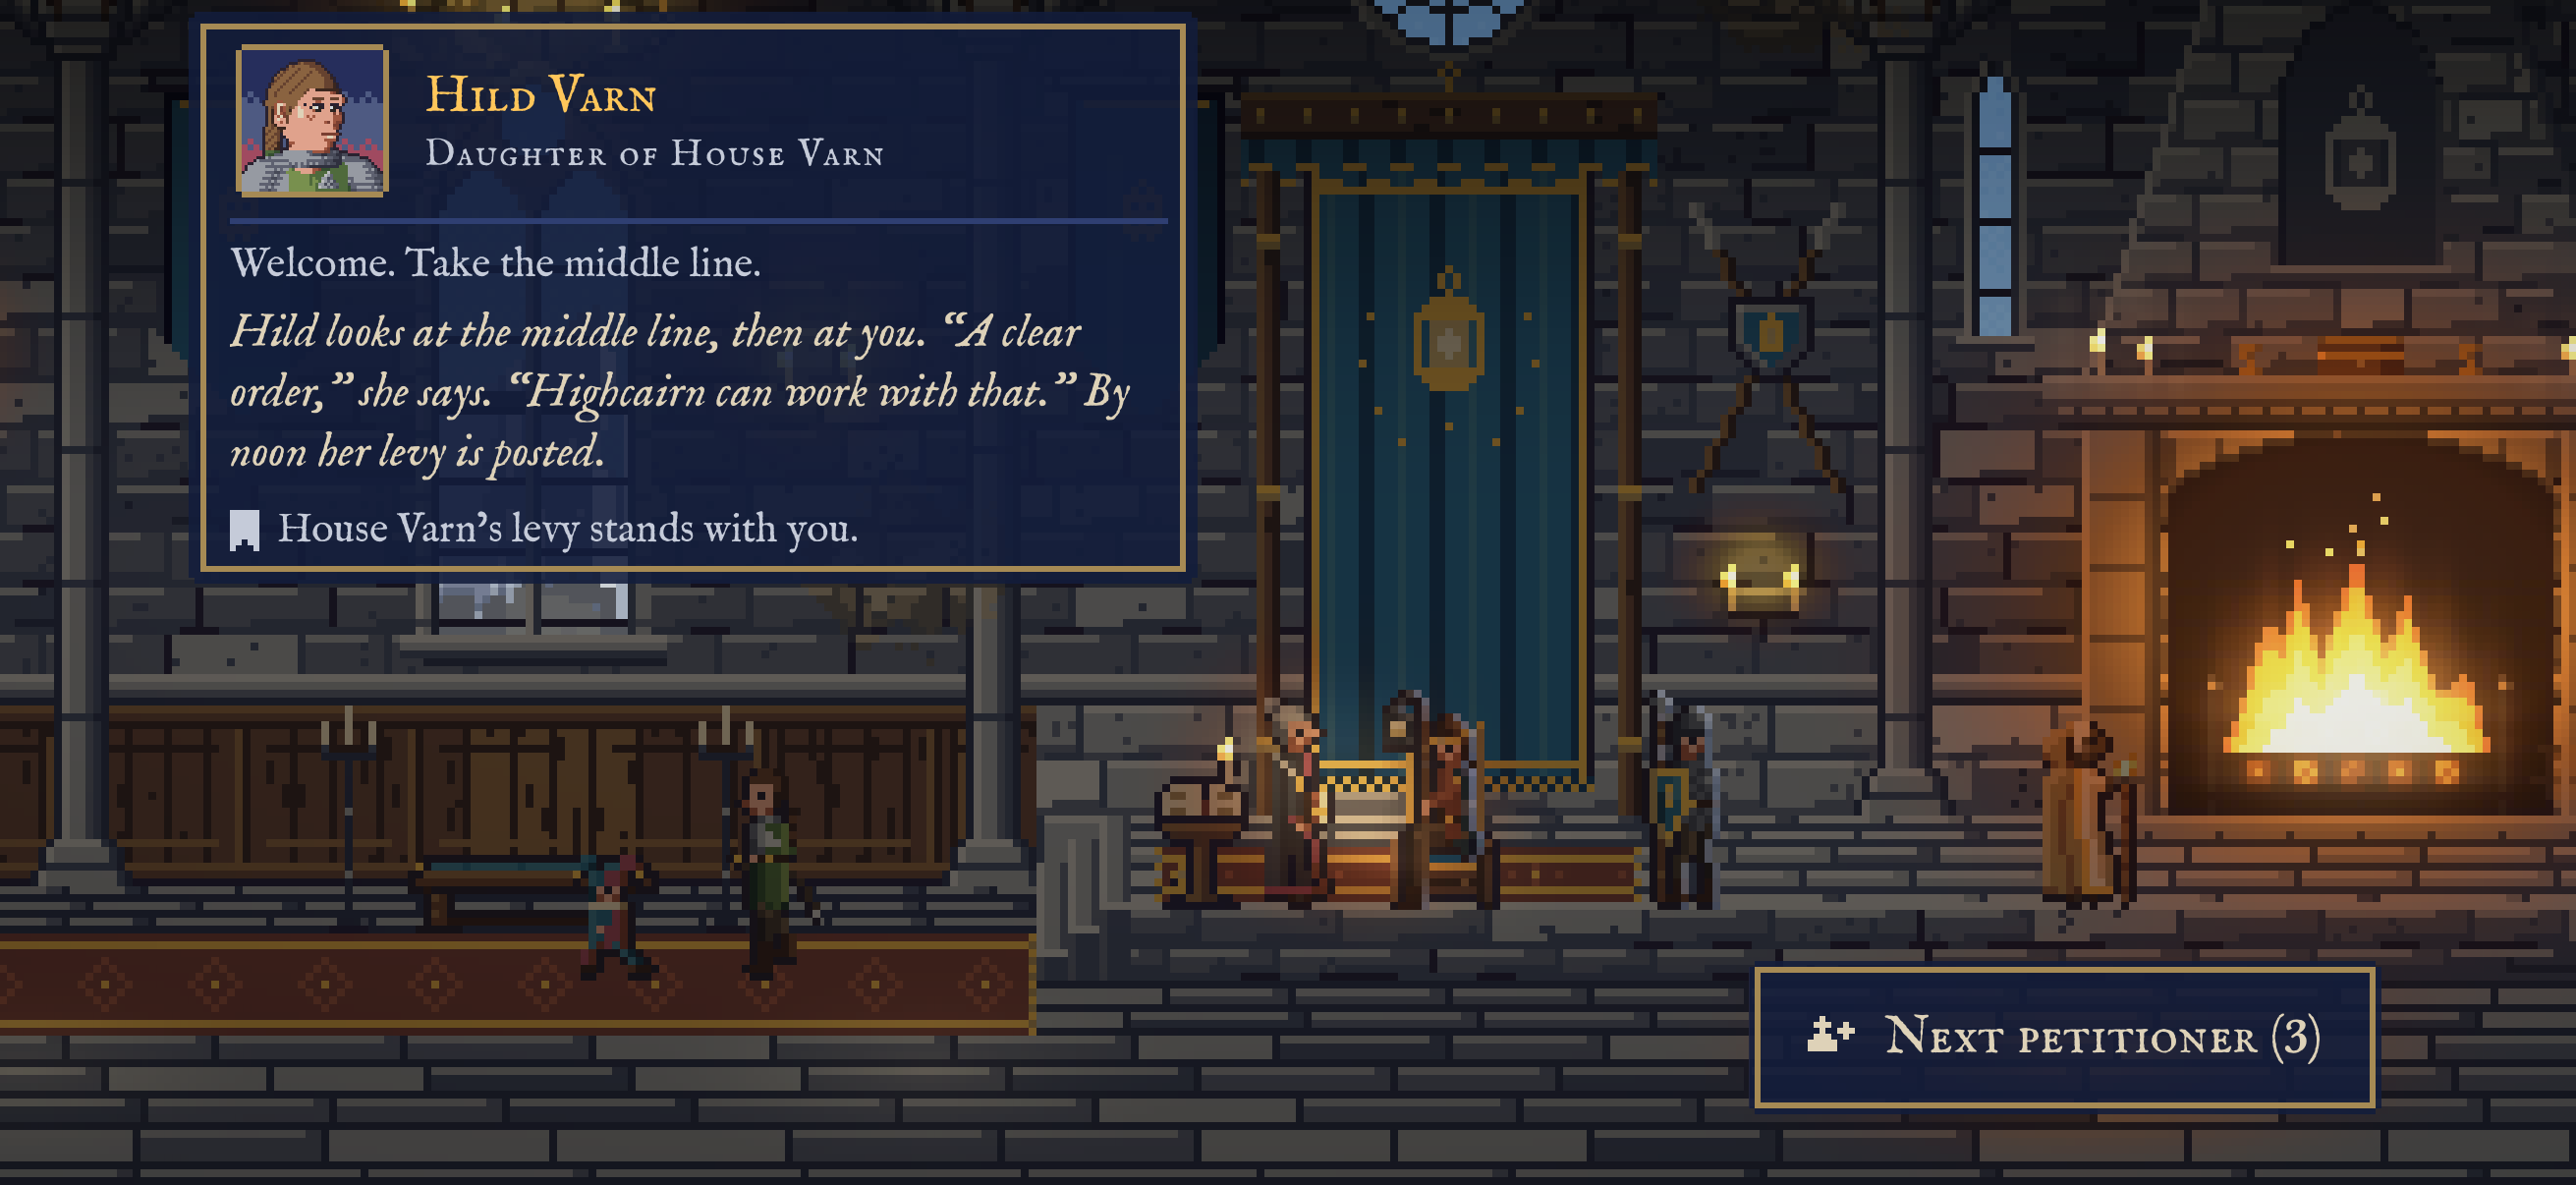 Hild Varn
Daughter of House Varn
Welcome. Take the middle line.
Hild looks at the middle line, then at you. “A clear
order,” she says. “Highcairn can work with that.” By
noon her levy is posted.
House Varn’s levy stands with you.
Next petitioner (3)